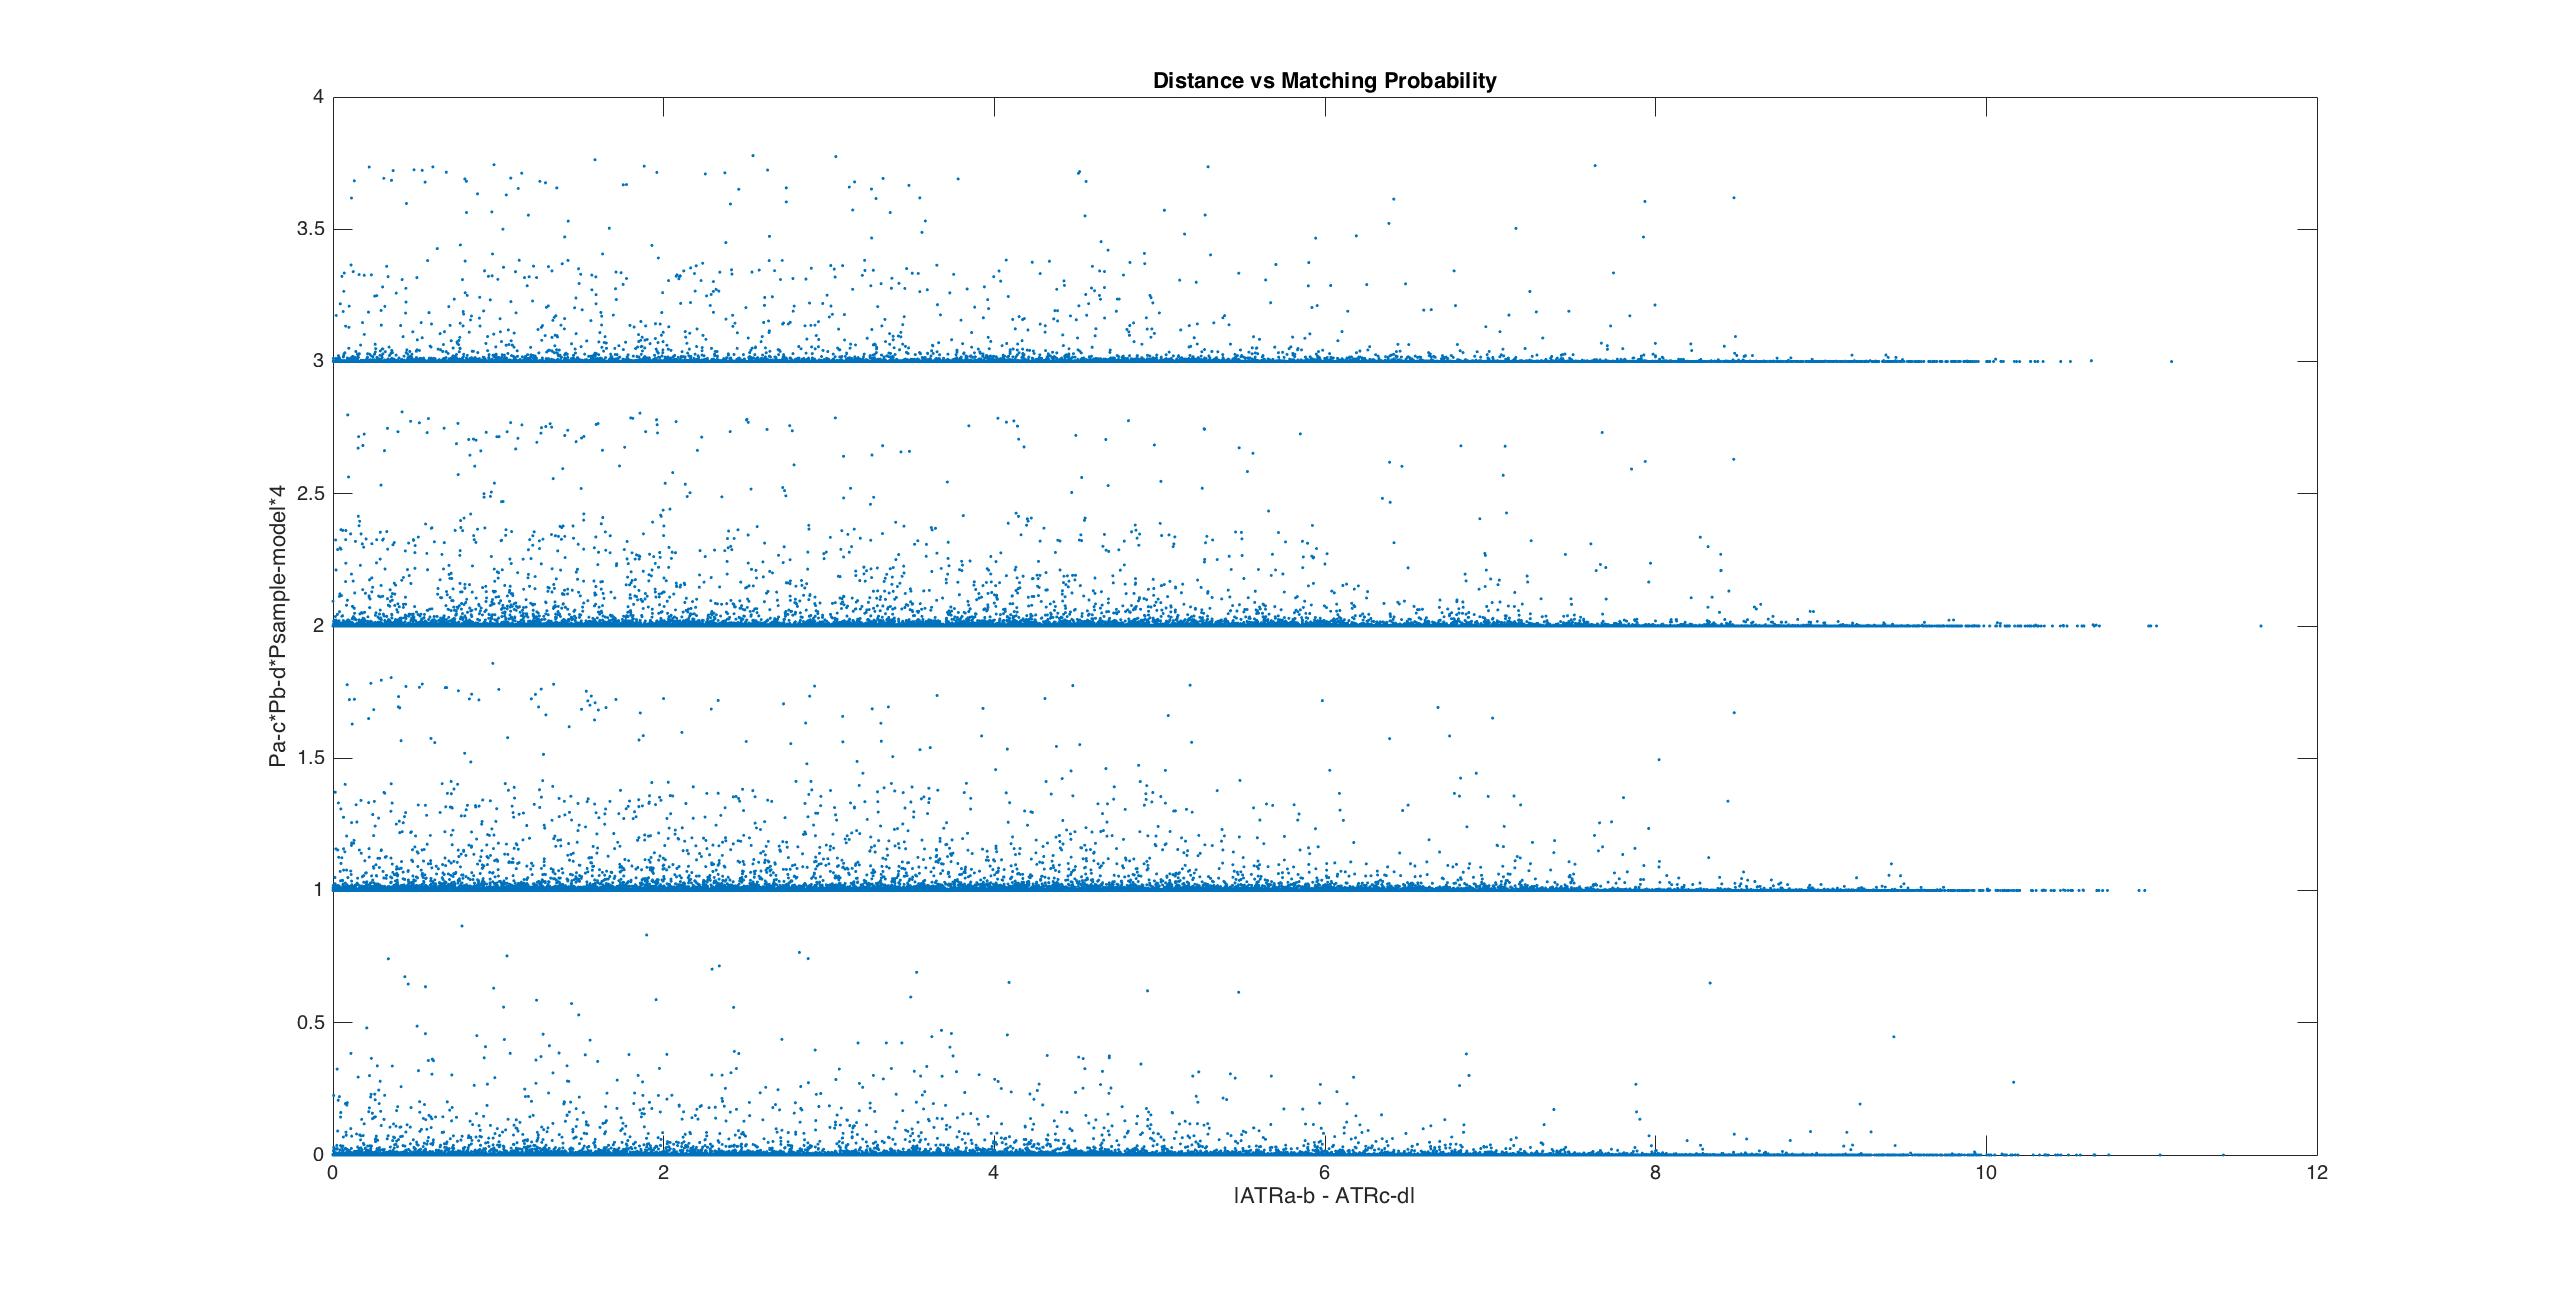 Distance vs Matching Probability
4
3.5
3
2.5
2
1.5
1
0.5
0
Pa-c*Pb-d*Psample-model*4
0 2 4 6 8 10 12
|ATRa-b - ATRc-d|